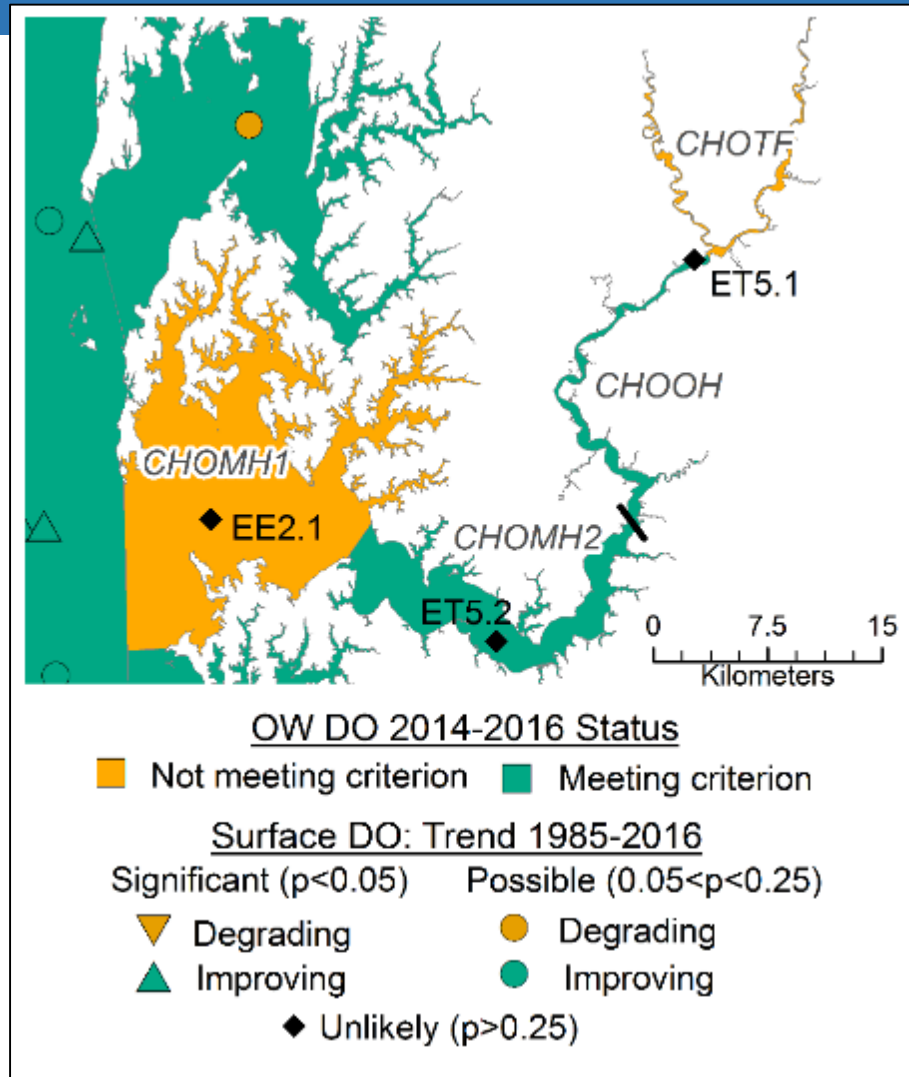 CHOTF
ET5.1
CHOOH
CHOMH1
EE2.1
CHOMH2
ET5.2
0 7.5 15
Kilometers
OW DO 2014-2016 Status
Not meeting criterion Meeting criterion
Surface DO: Trend 1985-2016
Significant (p<0.05) Possible (0.05<p<0.25)
Degrading Degrading
Improving Improving
Unlikely (p>0.25)